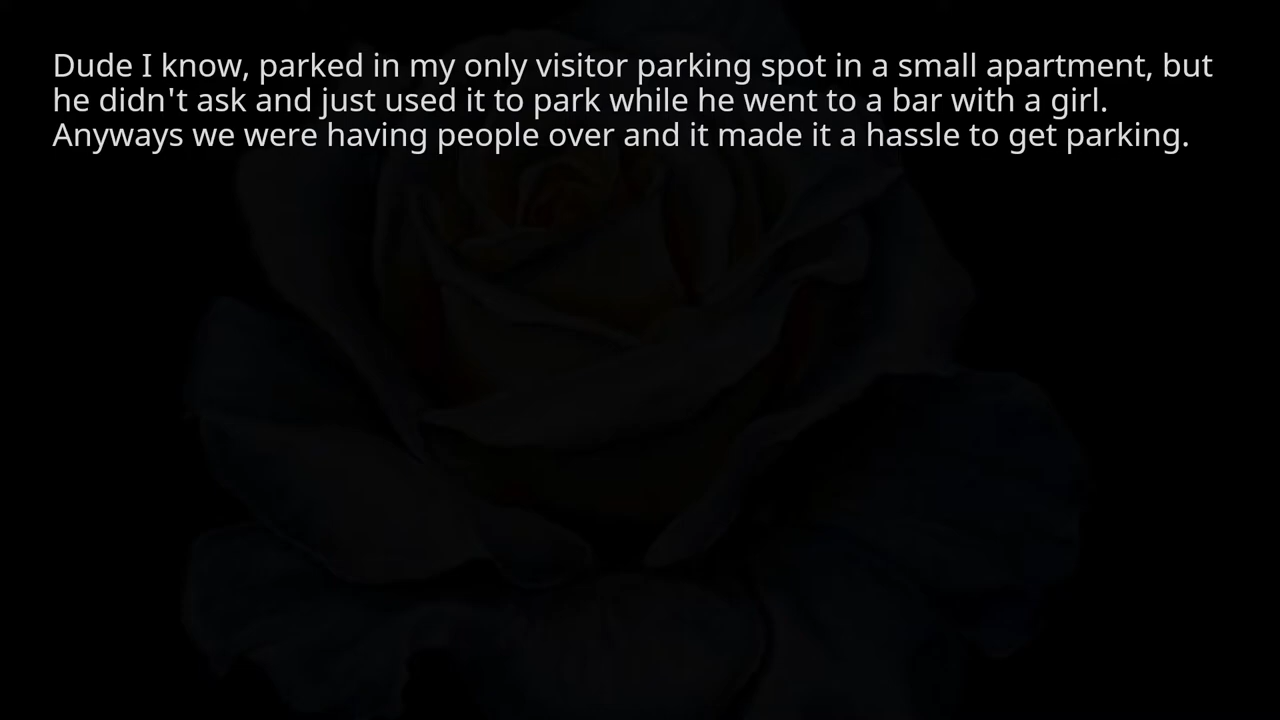 Dude I know, parked in my only visitor parking spot in a small apartment, but
he didn't ask and just used it to park while he went to a bar with a girl.
Anyways we were having people over and it made it a hassle to get parking.